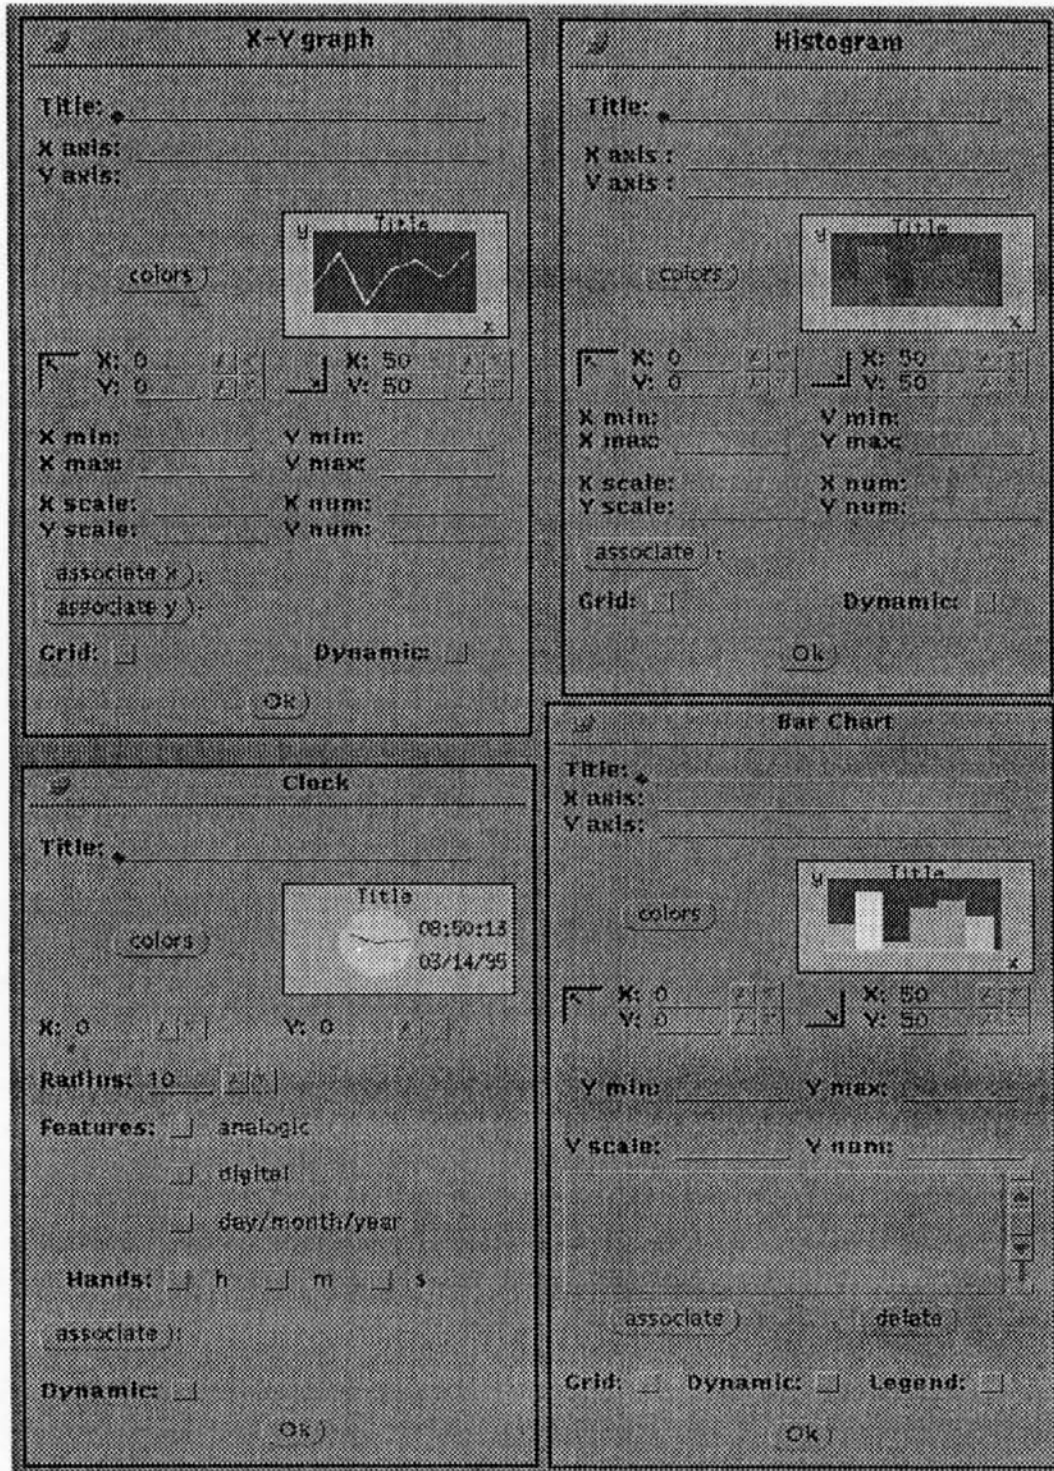 X-Y graph
Title:
X axis:
Y axis:
colors
Title
y
x
X: 0
Y: 0
X: 50
Y: 50
X min:
Y min:
X max:
Y max:
X scale:
X num:
Y scale:
Y num:
associate x :
associate y :
Grid:
Dynamic:
Ok
Histogram
Title:
X axis :
Y axis :
colors
Title
y
x
X: 0
Y: 0
X: 50
Y: 50
X min:
Y min:
X max:
Y max:
X scale:
X num:
Y scale:
Y num:
associate :
Grid:
Dynamic:
Ok
Clock
Title:
colors
Title
08:50:13
03/14/95
X: 0
Y: 0
Radius: 10
Features: analogic
digital
day/month/year
Hands: h m s
associate :
Dynamic:
Ok
Bar Chart
Title:
X axis:
Y axis:
colors
Title
y
x
X: 0
Y: 0
X: 50
Y: 50
Y min:
Y max:
Y scale:
Y num:
associate
delete
Grid: Dynamic: Legend:
Ok